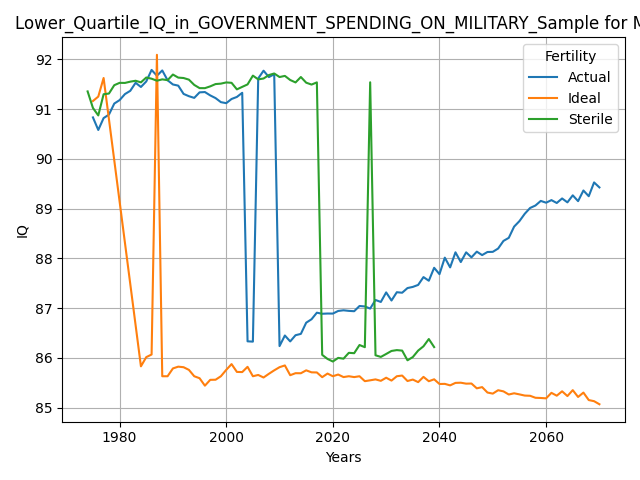 Lower_Quartile_IQ_in_GOVERNMENT_SPENDING_ON_MILITARY_Sample for M
Fertility
Actual
Ideal
Sterile
92
91
90
89
88
87
86
85
IQ
1980 2000 2020 2040 2060
Years